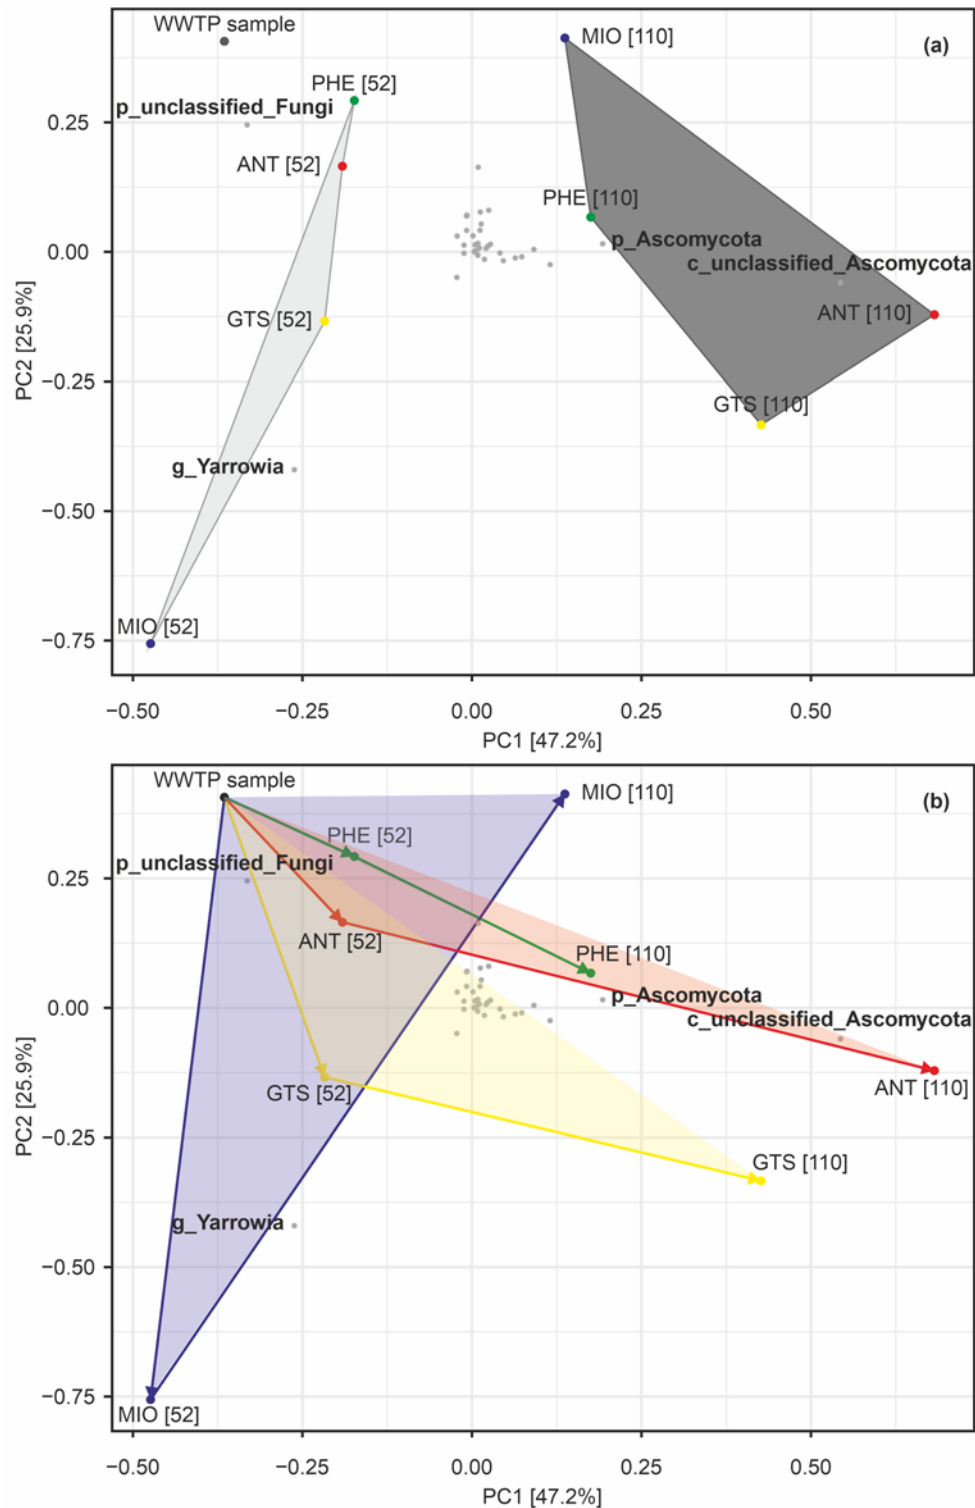 WWTP sample
MIO [110]
(a)
PHE [52]
p_unclassified_Fungi
0.25
ANT [52]
PHE [110]
p_Ascomycota
0.00
c_unclassified_Ascomycota
GTS [52]
ANT [110]
−0.25
PC2 [25.9%]
GTS [110]
g_Yarrowia
−0.50
MIO [52]
−0.75
−0.50 −0.25 0.00 0.25 0.50
PC1 [47.2%]
WWTP sample
MIO [110]
(b)
PHE [52]
p_unclassified_Fungi
0.25
ANT [52]
PHE [110]
p_Ascomycota
0.00
c_unclassified_Ascomycota
GTS [52]
ANT [110]
−0.25
PC2 [25.9%]
GTS [110]
g_Yarrowia
−0.50
−0.75
MIO [52]
−0.50 −0.25 0.00 0.25 0.50
PC1 [47.2%]